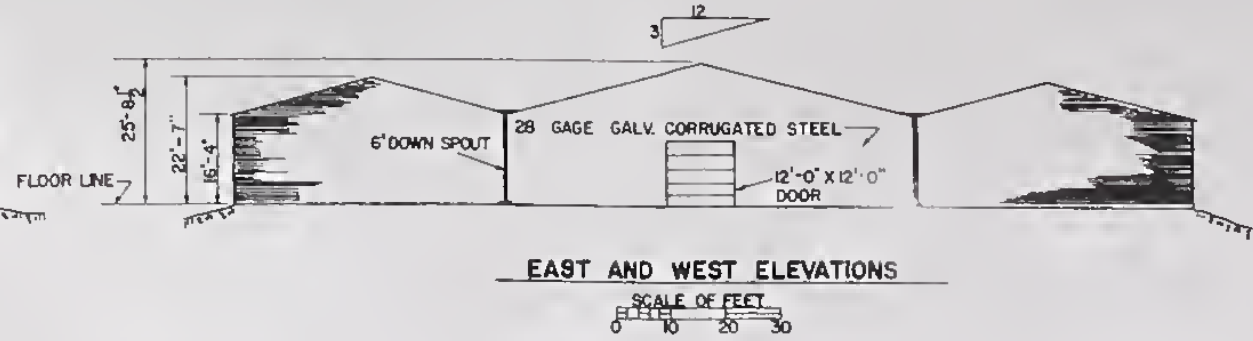 12
3
25'-8½"
22'-7"
16'-4"
FLOOR LINE
6" DOWN SPOUT
28 GAGE GALV. CORRUGATED STEEL
12'-0" X 12'-0"
DOOR
EAST AND WEST ELEVATIONS
SCALE OF FEET
0 10 20 30